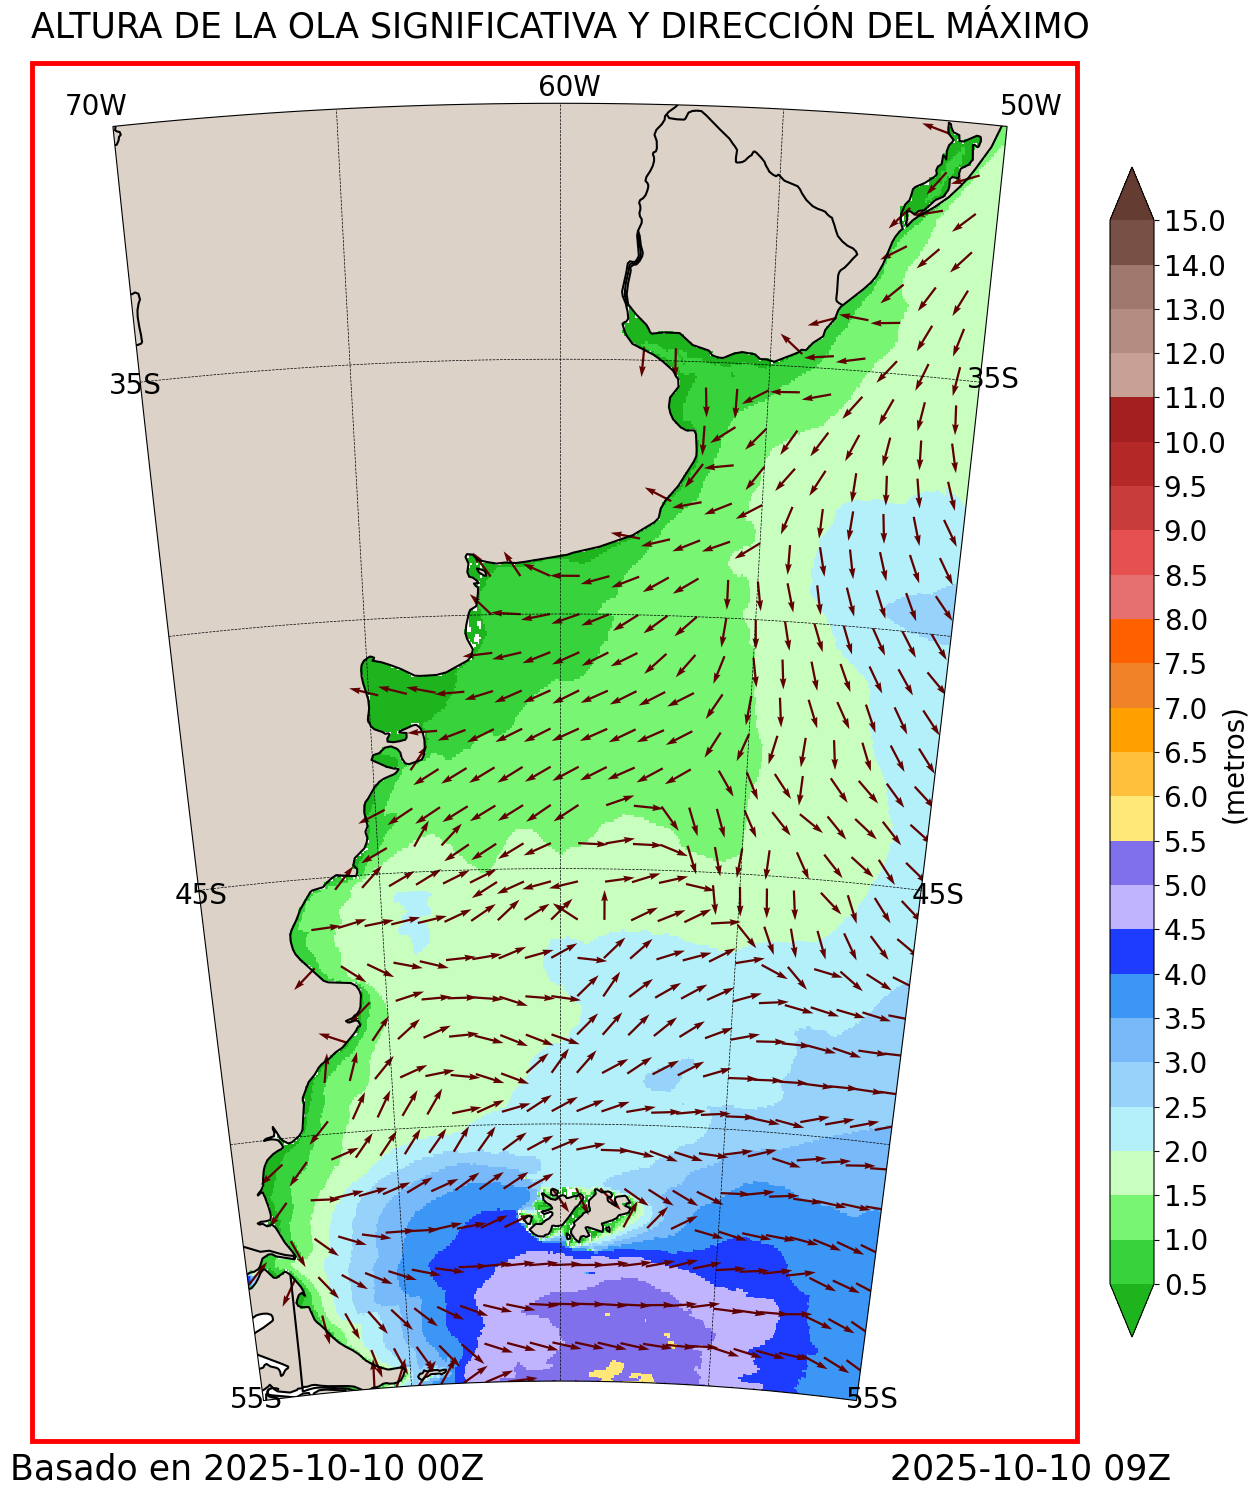 ALTURA DE LA OLA SIGNIFICATIVA Y DIRECCIÓN DEL MÁXIMO
70W
60W
50W
35S
35S
45S
45S
55S
55S
15.0
14.0
13.0
12.0
11.0
10.0
9.5
9.0
8.5
8.0
7.5
7.0
6.5
6.0
5.5
5.0
4.5
4.0
3.5
3.0
2.5
2.0
1.5
1.0
0.5
(metros)
Basado en 2025-10-10 00Z
2025-10-10 09Z